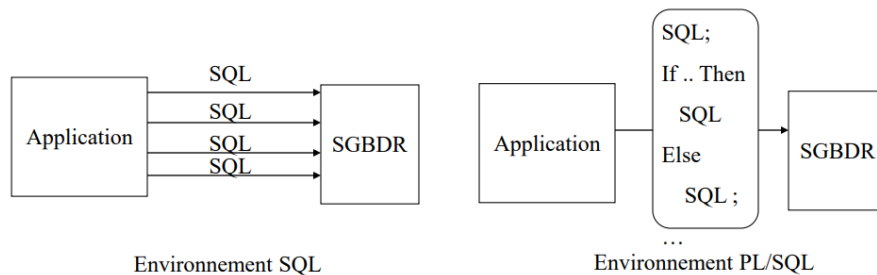 SQL
SQL
SQL
SQL
Application
SGBDR
Environnement SQL
SQL;
If .. Then
SQL
Else
SQL ;
…
Application
SGBDR
Environnement PL/SQL